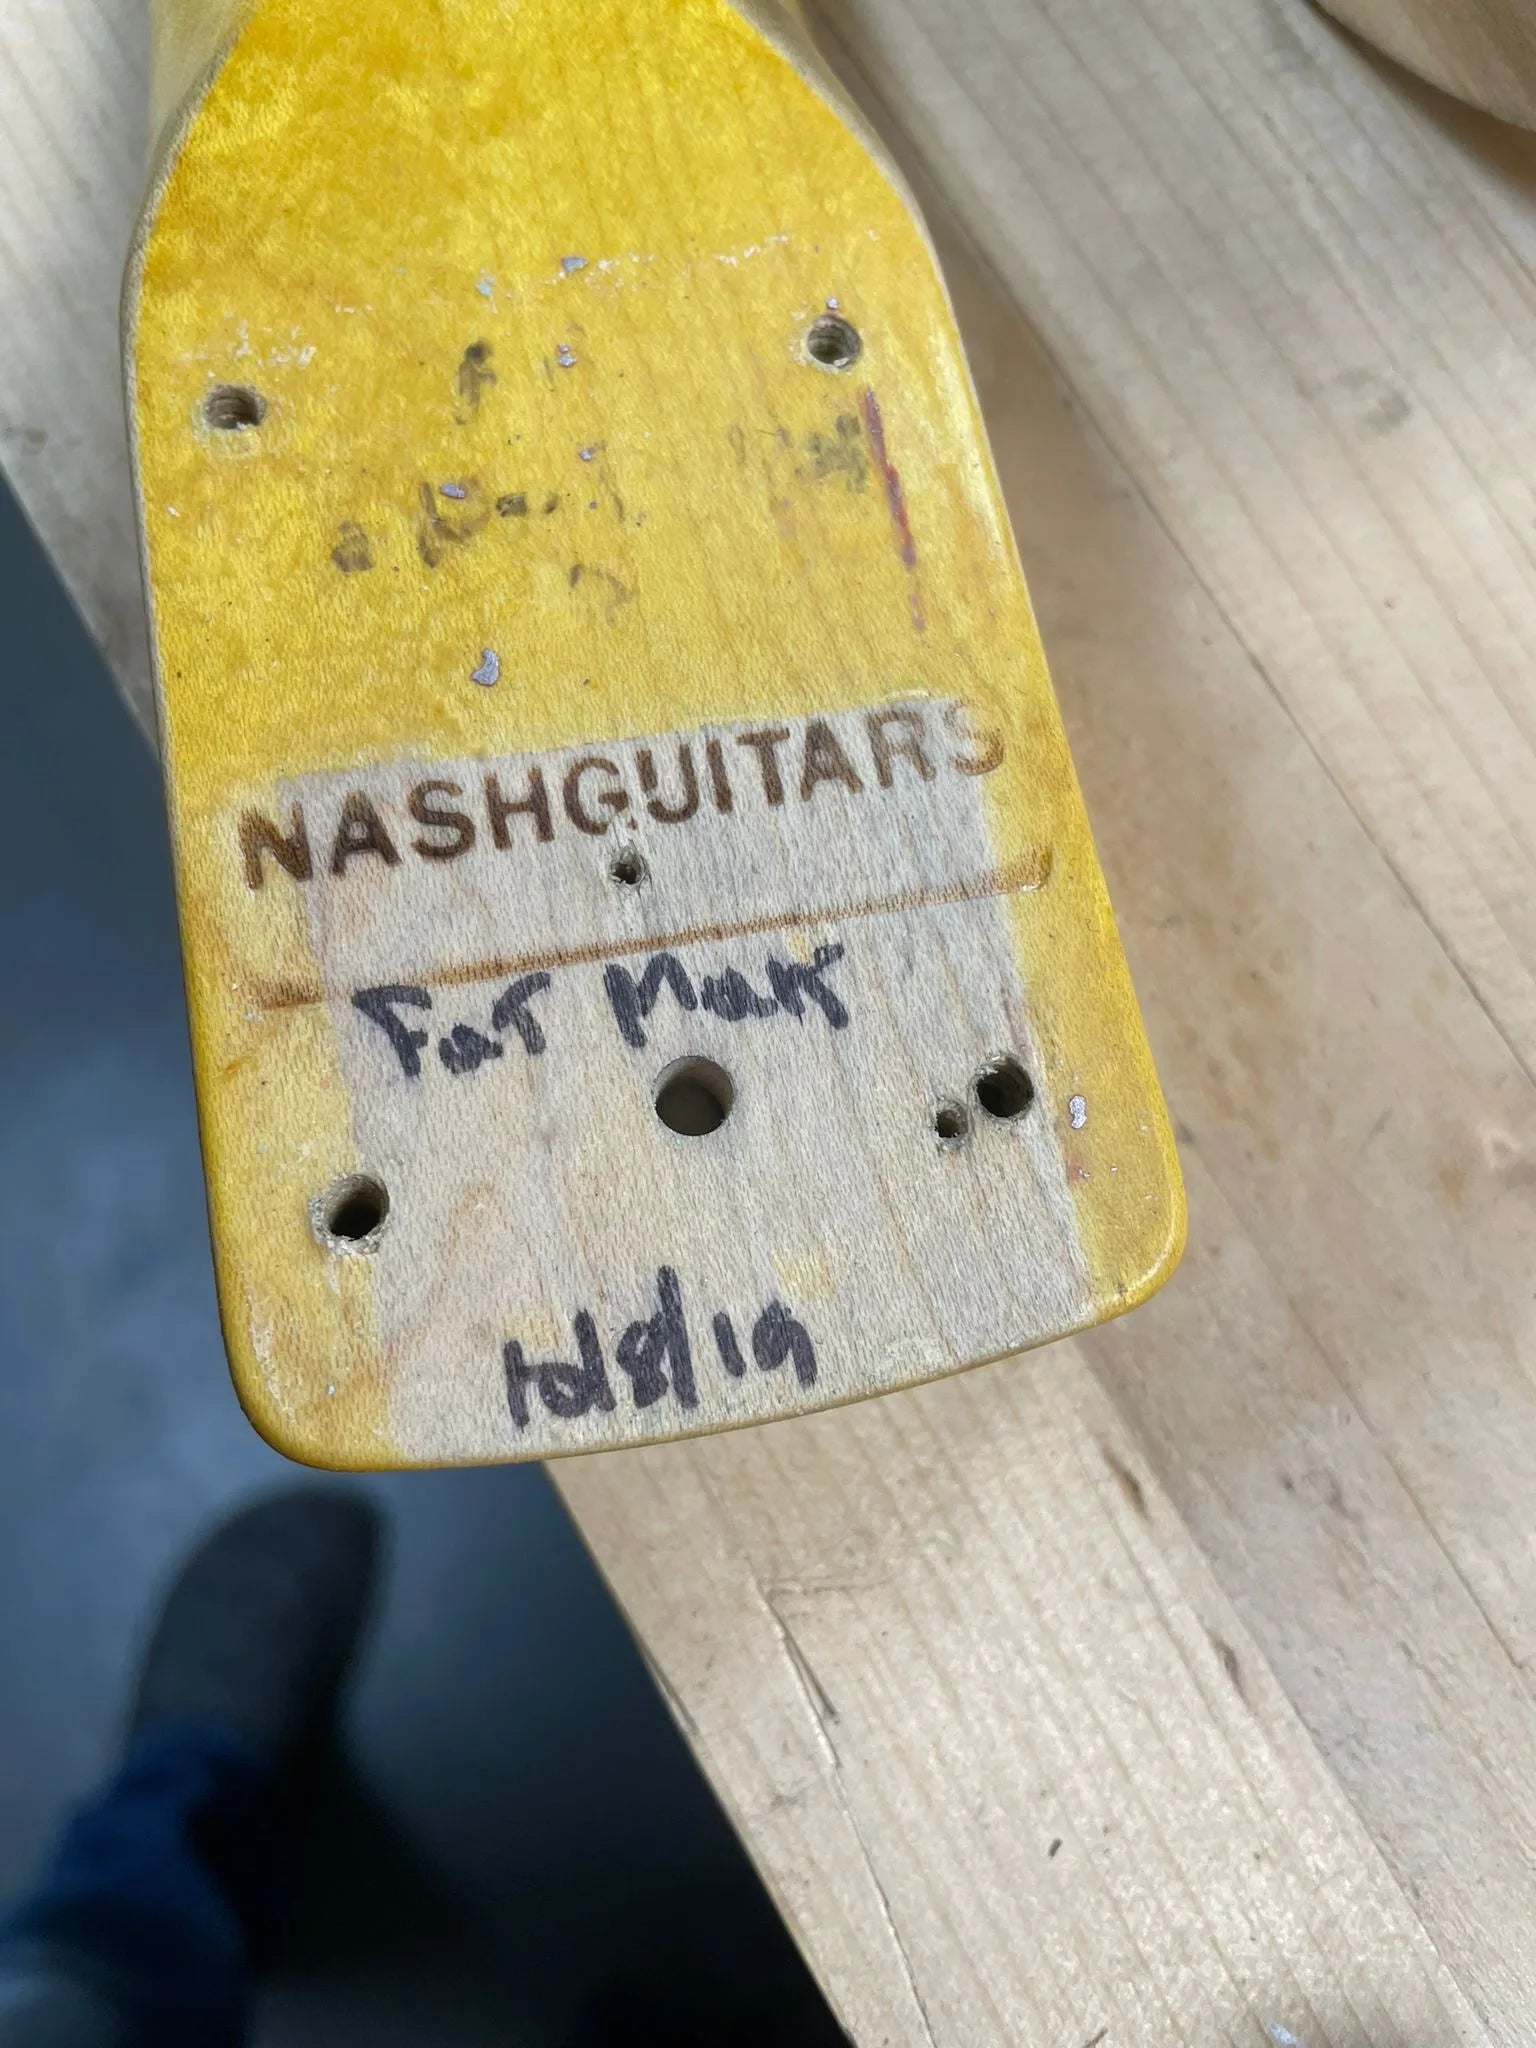 NASHGUITARS
Fat Max
10/8/19